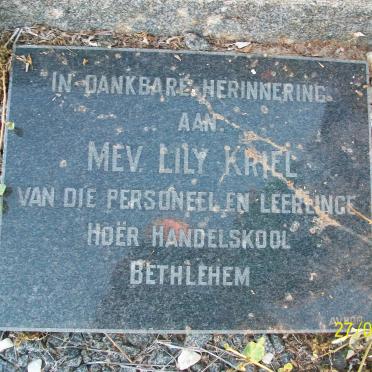 IN DANKBARE HERINNERING
AAN
MEV. LILY KRIEL
VAN DIE PERSONEEL EN LEERLINGE
HOËR HANDELSKOOL
BETHLEHEM